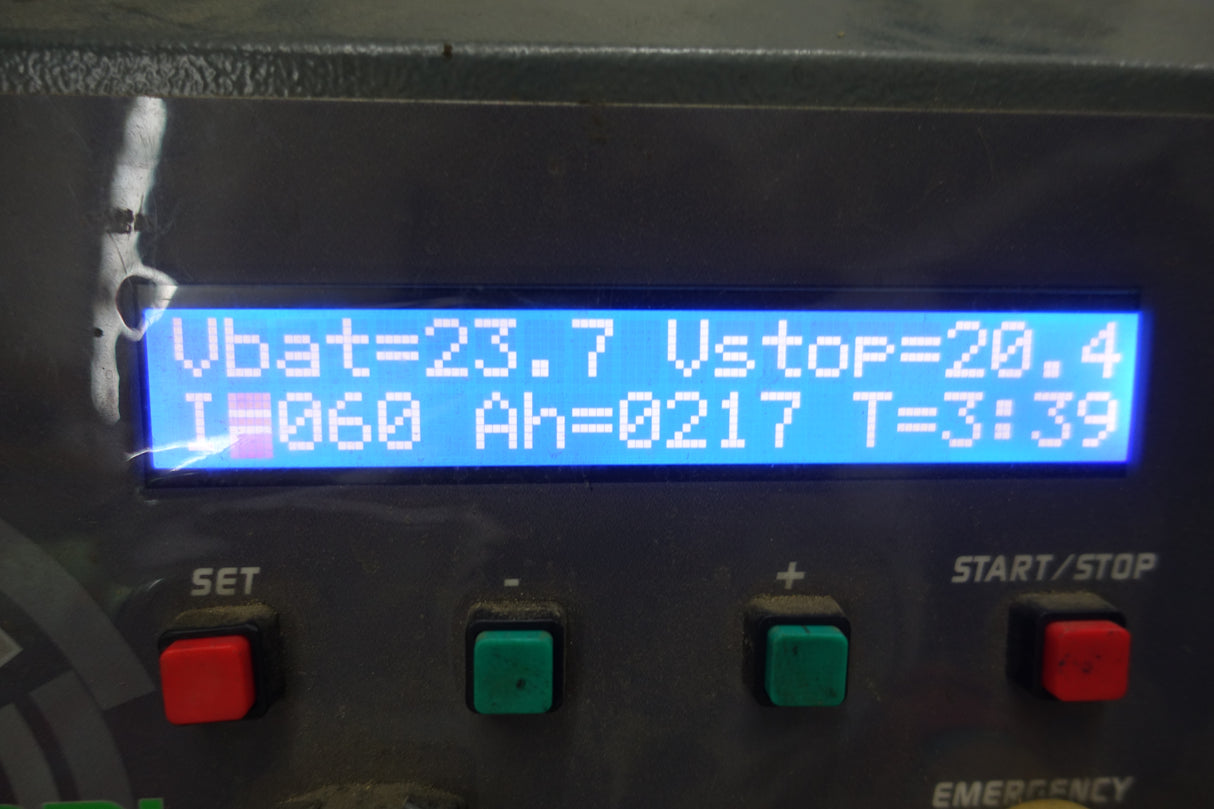 Vbat=23.7 Vstop=20.4
I=060 Ah=0217 T=3:39
SET - + START/STOP
EMERGENCY